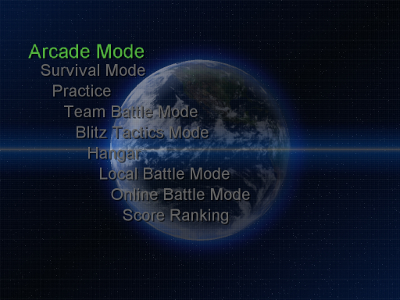 Arcade Mode
Survival Mode
Practice
Team Battle Mode
Blitz Tactics Mode
Hangar
Local Battle Mode
Online Battle Mode
Score Ranking